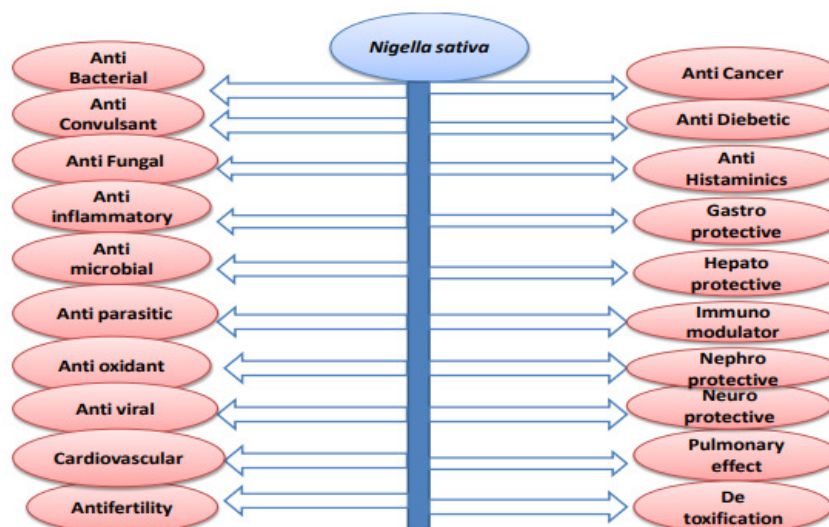 Nigella sativa
Anti
Bacterial
Anti
Convulsant
Anti Fungal
Anti
inflammatory
Anti
microbial
Anti parasitic
Anti oxidant
Anti viral
Cardiovascular
Antifertility
Anti Cancer
Anti Diebetic
Anti
Histaminics
Gastro
protective
Hepato
protective
Immuno
modulator
Nephro
protective
Neuro
protective
Pulmonary
effect
De
toxification